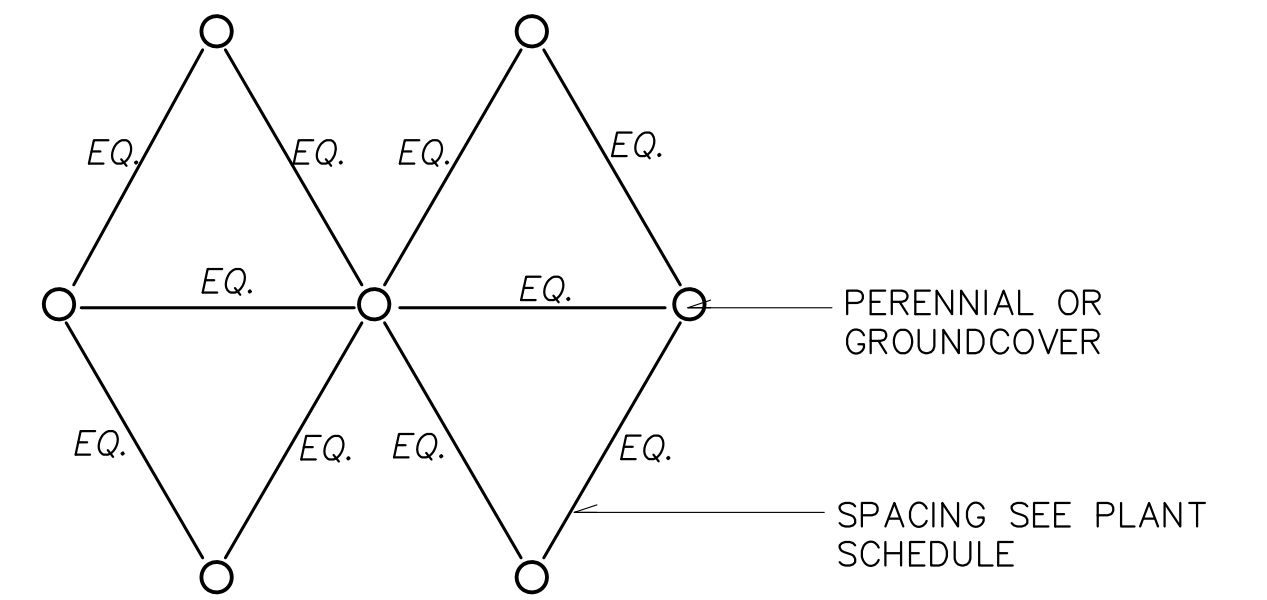 EQ. EQ. EQ. EQ.
EQ. EQ.
PERENNIAL OR
GROUNDCOVER
EQ. EQ. EQ. EQ.
SPACING SEE PLANT
SCHEDULE